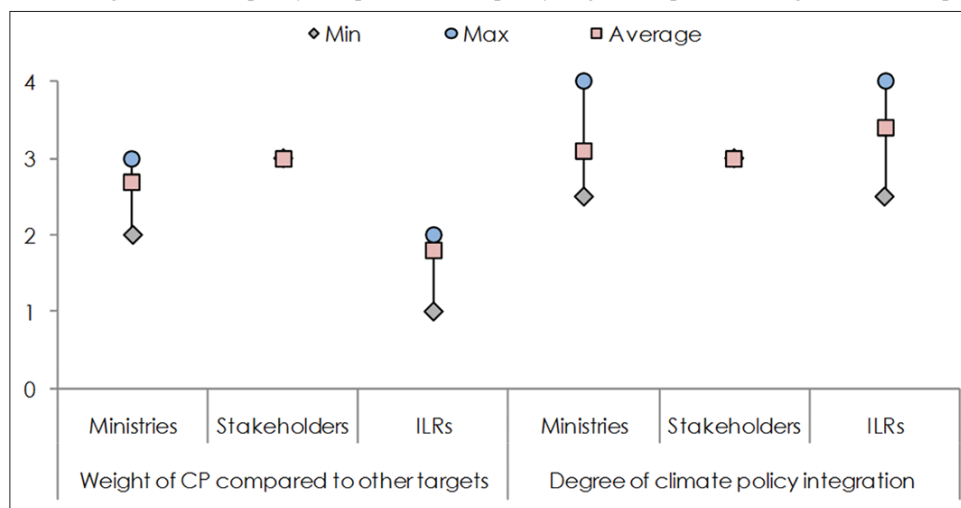 Min Max Average
4
3
2
1
0
Ministries Stakeholders ILRs Ministries Stakeholders ILRs
Weight of CP compared to other targets Degree of climate policy integration